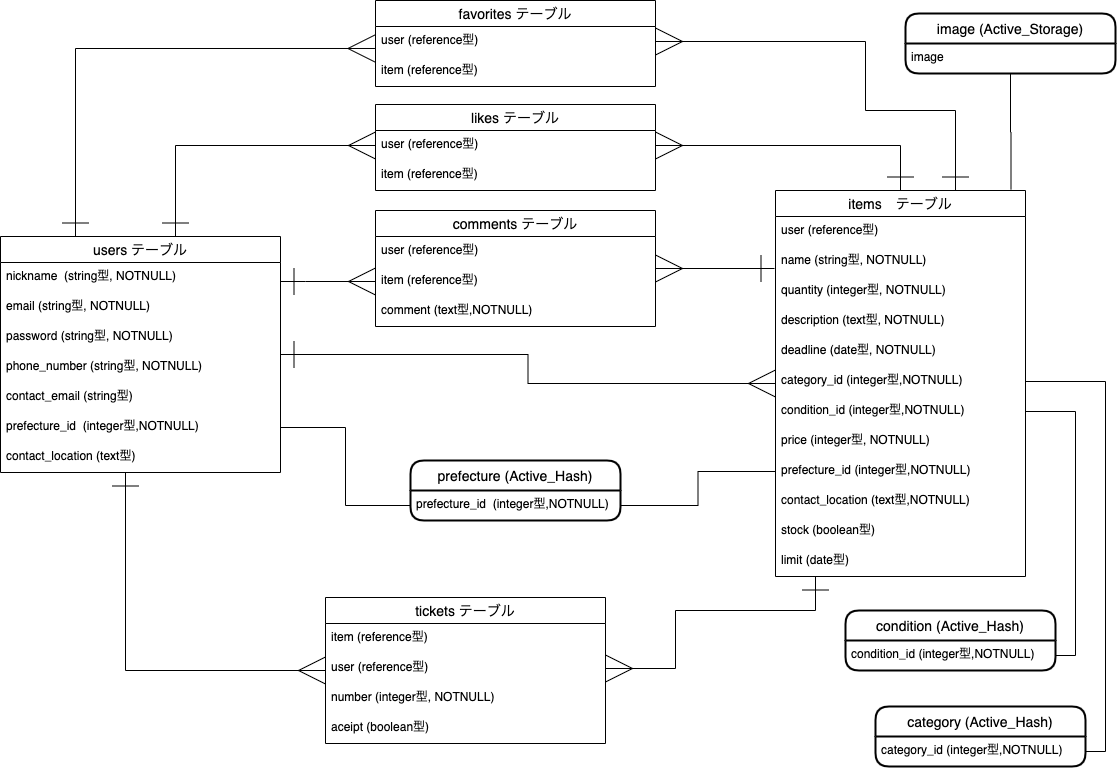 favorites テーブル
user (reference型)
item (reference型)
image (Active_Storage)
image
likes テーブル
user (reference型)
item (reference型)
comments テーブル
user (reference型)
item (reference型)
comment (text型,NOTNULL)
users テーブル
nickname  (string型, NOTNULL)
email (string型, NOTNULL)
password (string型, NOTNULL)
phone_number (string型, NOTNULL)
contact_email (string型)
prefecture_id  (integer型,NOTNULL)
contact_location (text型)
items　テーブル
user (reference型)
name (string型, NOTNULL)
quantity (integer型, NOTNULL)
description (text型, NOTNULL)
deadline (date型, NOTNULL)
category_id (integer型,NOTNULL)
condition_id (integer型,NOTNULL)
price (integer型, NOTNULL)
prefecture_id (integer型,NOTNULL)
contact_location (text型,NOTNULL)
stock (boolean型)
limit (date型)
prefecture (Active_Hash)
prefecture_id  (integer型,NOTNULL)
tickets テーブル
item (reference型)
user (reference型)
number (integer型, NOTNULL)
aceipt (boolean型)
condition (Active_Hash)
condition_id (integer型,NOTNULL)
category (Active_Hash)
category_id (integer型,NOTNULL)